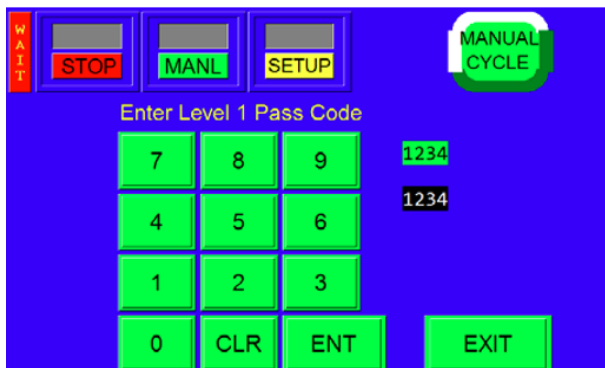 WAIT
STOP MANL SETUP
MANUAL
CYCLE
Enter Level 1 Pass Code
7 8 9 1234
1234
4 5 6
1 2 3
0 CLR ENT EXIT